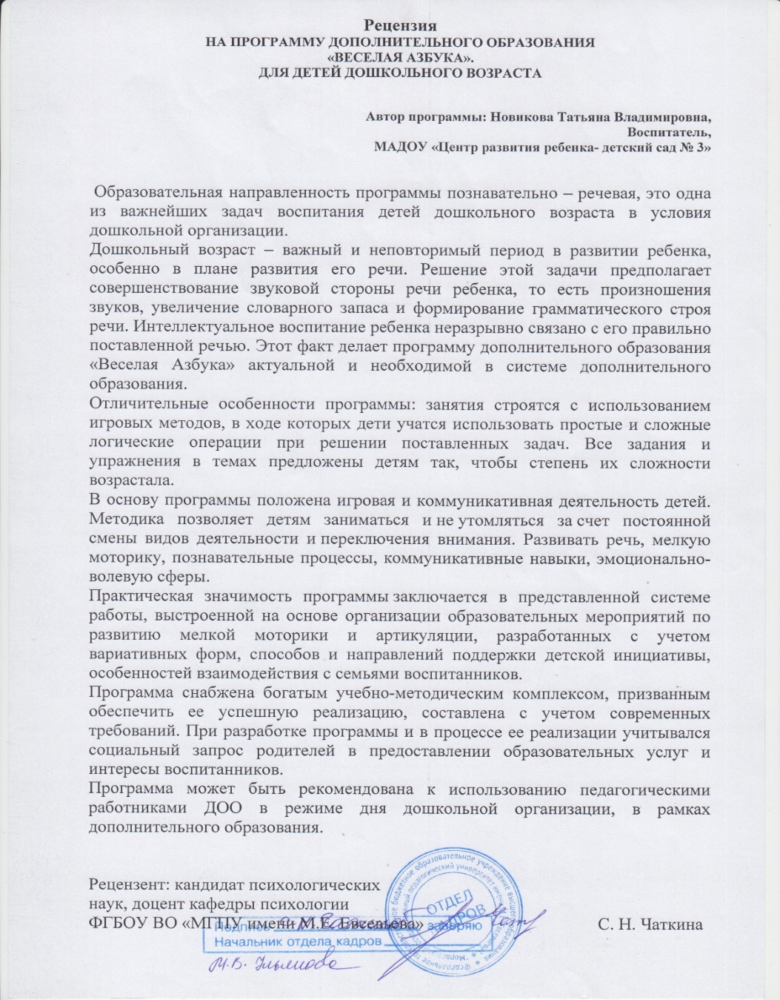 Рецензия
НА ПРОГРАММУ ДОПОЛНИТЕЛЬНОГО ОБРАЗОВАНИЯ
«ВЕСЕЛАЯ АЗБУКА».
ДЛЯ ДЕТЕЙ ДОШКОЛЬНОГО ВОЗРАСТА
Автор программы: Новикова Татьяна Владимировна,
Воспитатель,
МАДОУ «Центр развития ребенка- детский сад № 3»
Образовательная направленность программы познавательно – речевая, это одна
из важнейших задач воспитания детей дошкольного возраста в условия
дошкольной организации.
Дошкольный возраст – важный и неповторимый период в развитии ребенка,
особенно в плане развития его речи. Решение этой задачи предполагает
совершенствование звуковой стороны речи ребенка, то есть произношения
звуков, увеличение словарного запаса и формирование грамматического строя
речи. Интеллектуальное воспитание ребенка неразрывно связано с его правильно
поставленной речью. Этот факт делает программу дополнительного образования
«Веселая Азбука» актуальной и необходимой в системе дополнительного
образования.
Отличительные особенности программы: занятия строятся с использованием
игровых методов, в ходе которых дети учатся использовать простые и сложные
логические операции при решении поставленных задач. Все задания и
упражнения в темах предложены детям так, чтобы степень их сложности
возрастала.
В основу программы положена игровая и коммуникативная деятельность детей.
Методика позволяет детям заниматься и не утомляться за счет постоянной
смены видов деятельности и переключения внимания. Развивать речь, мелкую
моторику, познавательные процессы, коммуникативные навыки, эмоционально-
волевую сферы.
Практическая значимость программы заключается в представленной системе
работы, выстроенной на основе организации образовательных мероприятий по
развитию мелкой моторики и артикуляции, разработанных с учетом
вариативных форм, способов и направлений поддержки детской инициативы,
особенностей взаимодействия с семьями воспитанников.
Программа снабжена богатым учебно-методическим комплексом, призванным
обеспечить ее успешную реализацию, составлена с учетом современных
требований. При разработке программы и в процессе ее реализации учитывался
социальный запрос родителей в предоставлении образовательных услуг и
интересы воспитанников.
Программа может быть рекомендована к использованию педагогическими
работниками ДОО в режиме дня дошкольной организации, в рамках
дополнительного образования.
Рецензент: кандидат психологических
наук, доцент кафедры психологии
ФГБОУ ВО «МГПУ имени М.Е. Евсевьева» С. Н. Чаткина
ОТДЕЛ
КАДРОВ
Подпись заверяю
Начальник отдела кадров
М.В. Ульянова